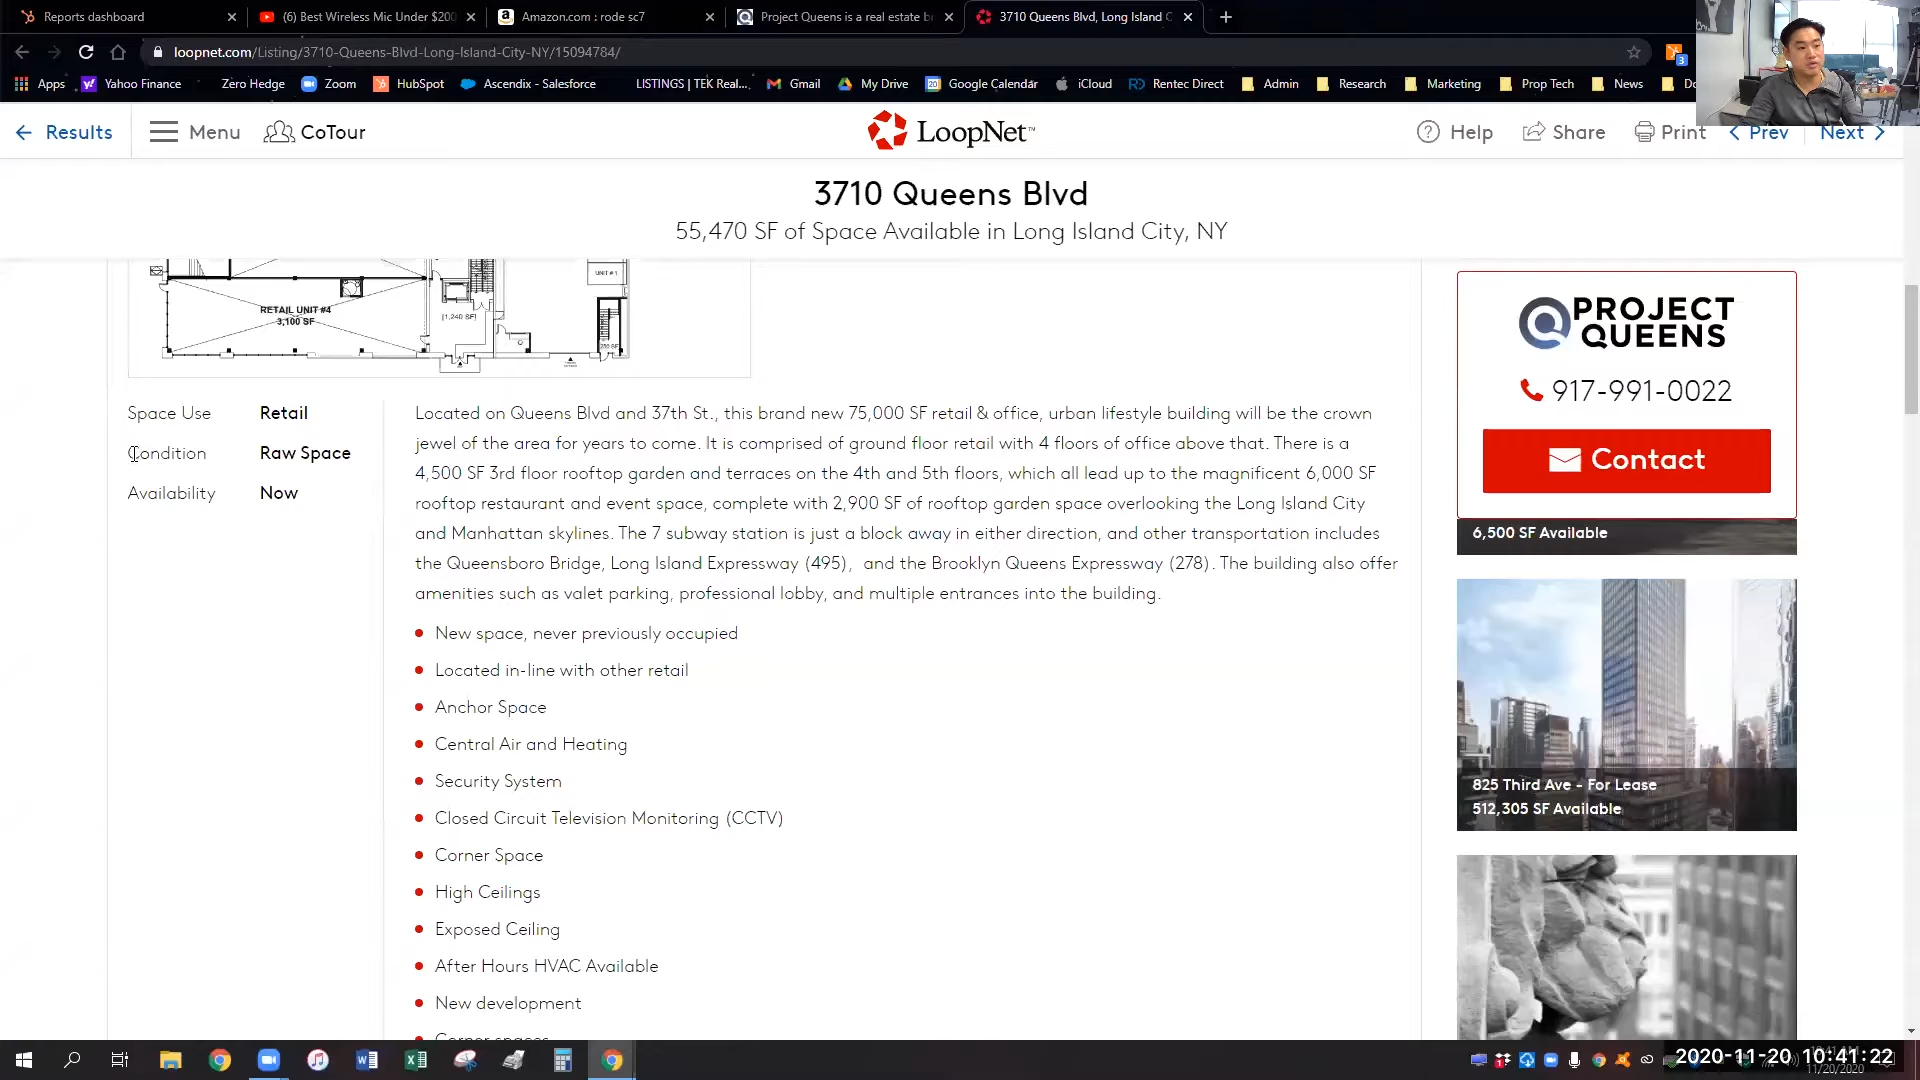 Reports dashboard
(6) Best Wireless Mic Under $200
Amazon.com : rode sc7
Project Queens is a real estate br
3710 Queens Blvd, Long Island C
loopnet.com/Listing/3710-Queens-Blvd-Long-Island-City-NY/15094784/
Apps
Yahoo Finance
Zero Hedge
Zoom
HubSpot
Ascendix - Salesforce
LISTINGS | TEK Real...
Gmail
My Drive
Google Calendar
iCloud
Rentec Direct
Admin
Research
Marketing
Prop Tech
News
Results
Menu
CoTour
LoopNet™
Help
Share
Print
Prev
Next
3710 Queens Blvd
55,470 SF of Space Available in Long Island City, NY
UNIT # 1
RETAIL UNIT #4
3,100 SF
[1,240 SF]
PROJECT
QUEENS
917-991-0022
Contact
6,500 SF Available
Space Use Retail
Condition Raw Space
Availability Now
Located on Queens Blvd and 37th St., this brand new 75,000 SF retail & office, urban lifestyle building will be the crown
jewel of the area for years to come. It is comprised of ground floor retail with 4 floors of office above that. There is a
4,500 SF 3rd floor rooftop garden and terraces on the 4th and 5th floors, which all lead up to the magnificent 6,000 SF
rooftop restaurant and event space, complete with 2,900 SF of rooftop garden space overlooking the Long Island City
and Manhattan skylines. The 7 subway station is just a block away in either direction, and other transportation includes
the Queensboro Bridge, Long Island Expressway (495), and the Brooklyn Queens Expressway (278). The building also offer
amenities such as valet parking, professional lobby, and multiple entrances into the building.
New space, never previously occupied
Located in-line with other retail
Anchor Space
Central Air and Heating
Security System
Closed Circuit Television Monitoring (CCTV)
Corner Space
High Ceilings
Exposed Ceiling
After Hours HVAC Available
New development
825 Third Ave - For Lease
512,305 SF Available
2020-11-20 10:41:22
11/20/2020